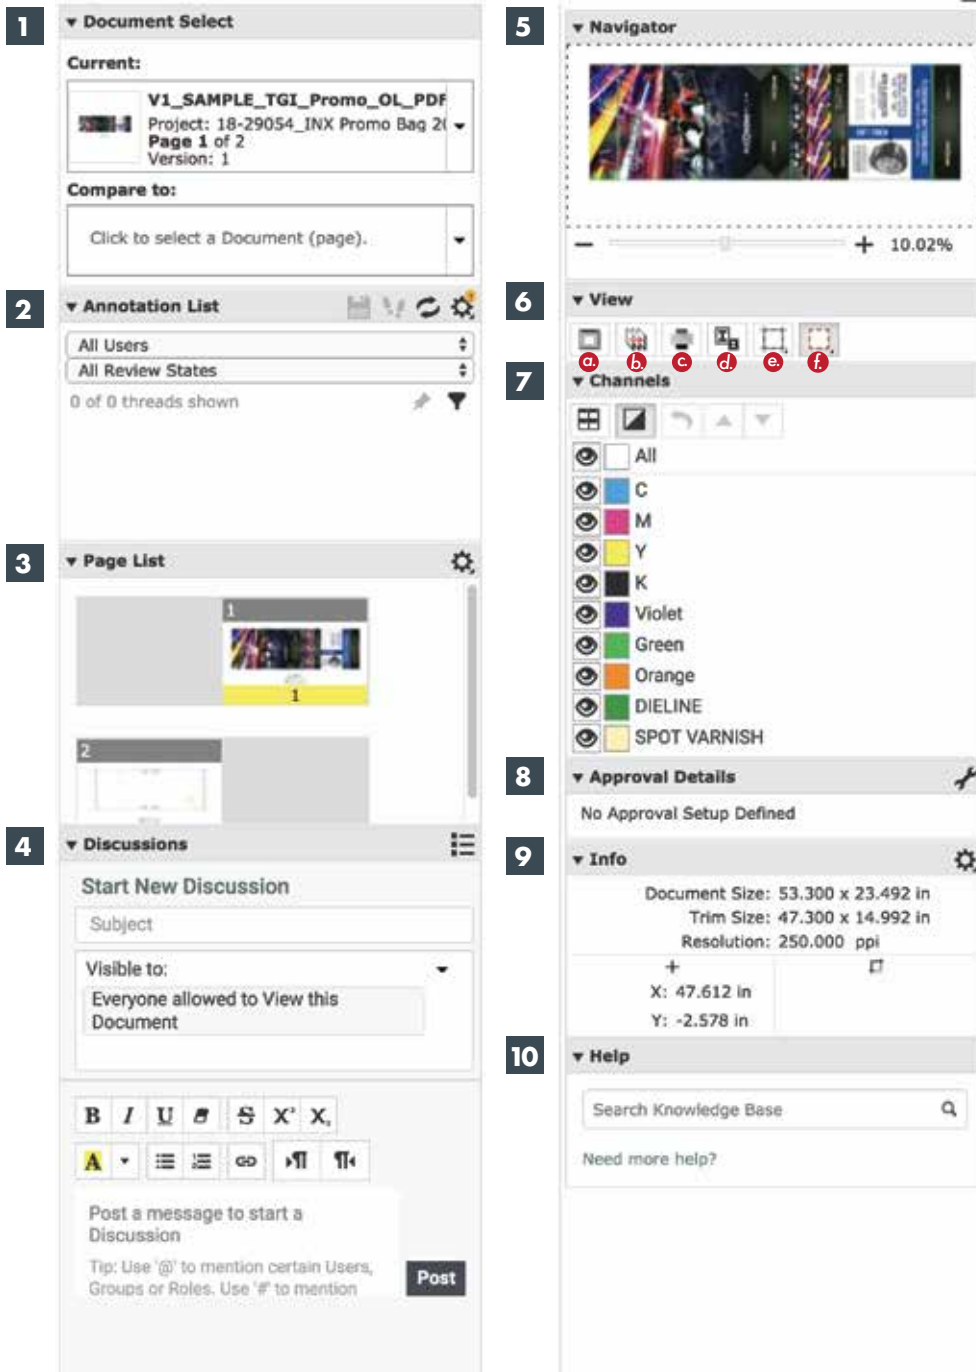 1
Document Select
Current:
V1_SAMPLE_TGI_Promo_OL_PDF
Project: 18-29054_INX Promo Bag 20
Page 1 of 2
Version: 1
Compare to:
Click to select a Document (page).
2
Annotation List
All Users
All Review States
0 of 0 threads shown
3
Page List
1
1
2
4
Discussions
Start New Discussion
Subject
Visible to:
Everyone allowed to View this
Document
B I U S X² X,
A
Post a message to start a
Discussion
Tip: Use '@' to mention certain Users,
Groups or Roles. Use '#' to mention
Post
5
Navigator
10.02%
6
View
a. b. c. d. e. f.
7
Channels
All
C
M
Y
K
Violet
Green
Orange
DIELINE
SPOT VARNISH
8
Approval Details
No Approval Setup Defined
9
Info
Document Size: 53.300 x 23.492 in
Trim Size: 47.300 x 14.992 in
Resolution: 250.000 ppi
X: 47.612 in
Y: -2.578 in
10
Help
Search Knowledge Base
Need more help?